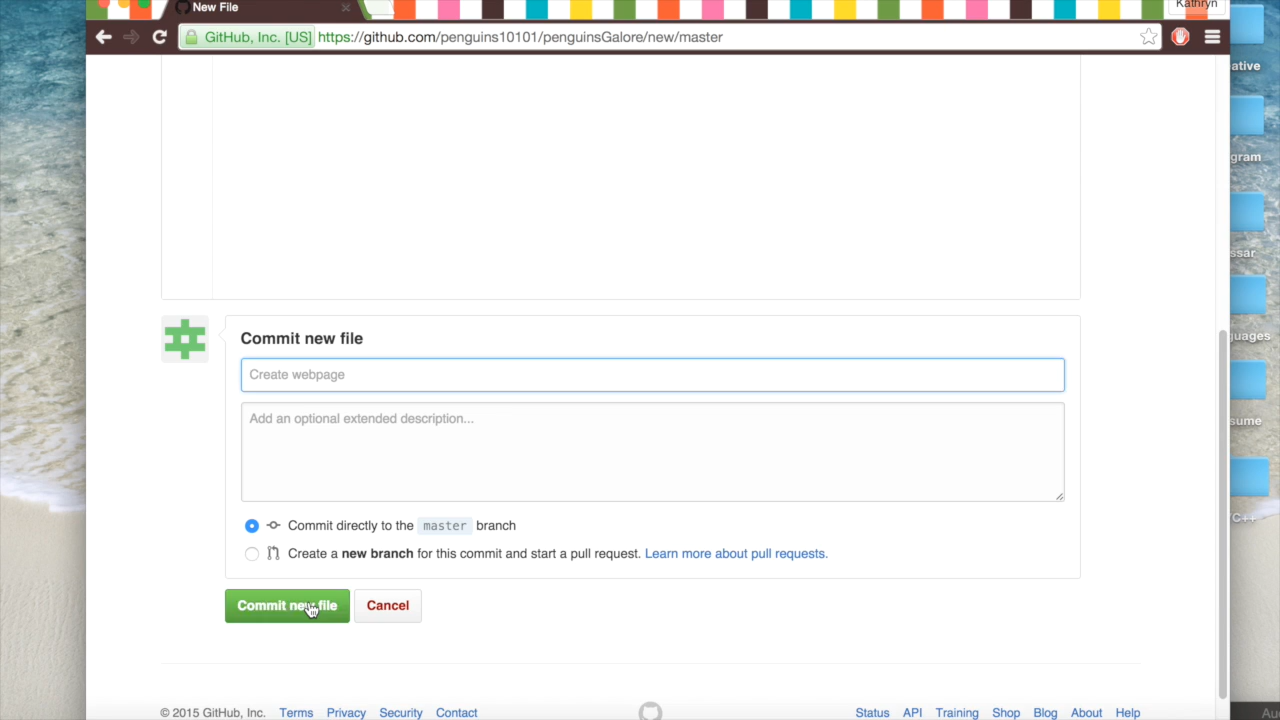 New File
Kathryn
GitHub, Inc. [US] https://github.com/penguins10101/penguinsGalore/new/master
ative
gram
ssar
uages
sume
/C++
Commit new file
Create webpage
Add an optional extended description...
Commit directly to the master branch
Create a new branch for this commit and start a pull request. Learn more about pull requests.
Commit new file
Cancel
© 2015 GitHub, Inc. Terms Privacy Security Contact
Status API Training Shop Blog About Help
Au